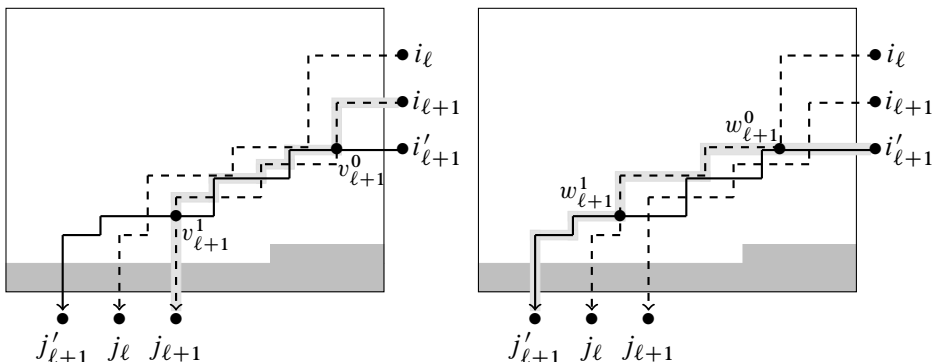 i_ℓ
i_{ℓ+1}
i'_{ℓ+1}
v^0_{ℓ+1}
v^1_{ℓ+1}
j'_{ℓ+1} j_ℓ j_{ℓ+1}
i_ℓ
i_{ℓ+1}
w^0_{ℓ+1}
i'_{ℓ+1}
w^1_{ℓ+1}
j'_{ℓ+1} j_ℓ j_{ℓ+1}